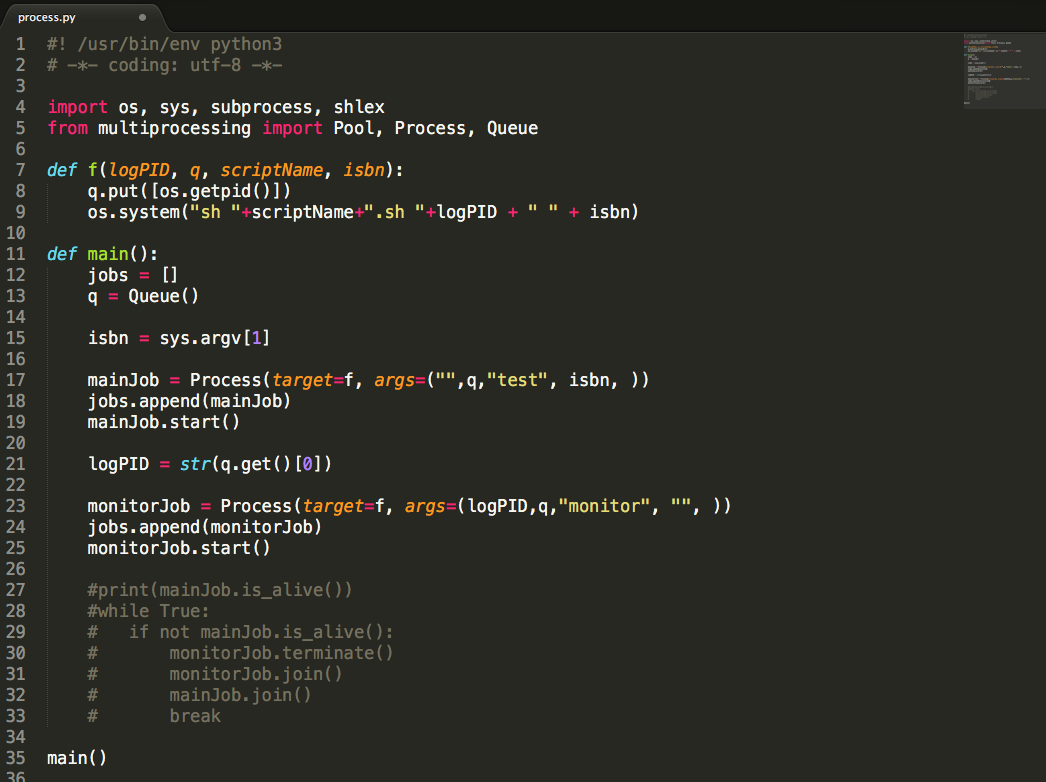 process.py
1 #! /usr/bin/env python3
2 # -*- coding: utf-8 -*-
3
4 import os, sys, subprocess, shlex
5 from multiprocessing import Pool, Process, Queue
6
7 def f(logPID, q, scriptName, isbn):
8     q.put([os.getpid()])
9     os.system("sh "+scriptName+".sh "+logPID + " " + isbn)
10
11 def main():
12     jobs = []
13     q = Queue()
14
15     isbn = sys.argv[1]
16
17     mainJob = Process(target=f, args=("",q,"test", isbn, ))
18     jobs.append(mainJob)
19     mainJob.start()
20
21     logPID = str(q.get()[0])
22
23     monitorJob = Process(target=f, args=(logPID,q,"monitor", "", ))
24     jobs.append(monitorJob)
25     monitorJob.start()
26
27     #print(mainJob.is_alive())
28     #while True:
29     #   if not mainJob.is_alive():
30     #       monitorJob.terminate()
31     #       monitorJob.join()
32     #       mainJob.join()
33     #       break
34
35 main()
36